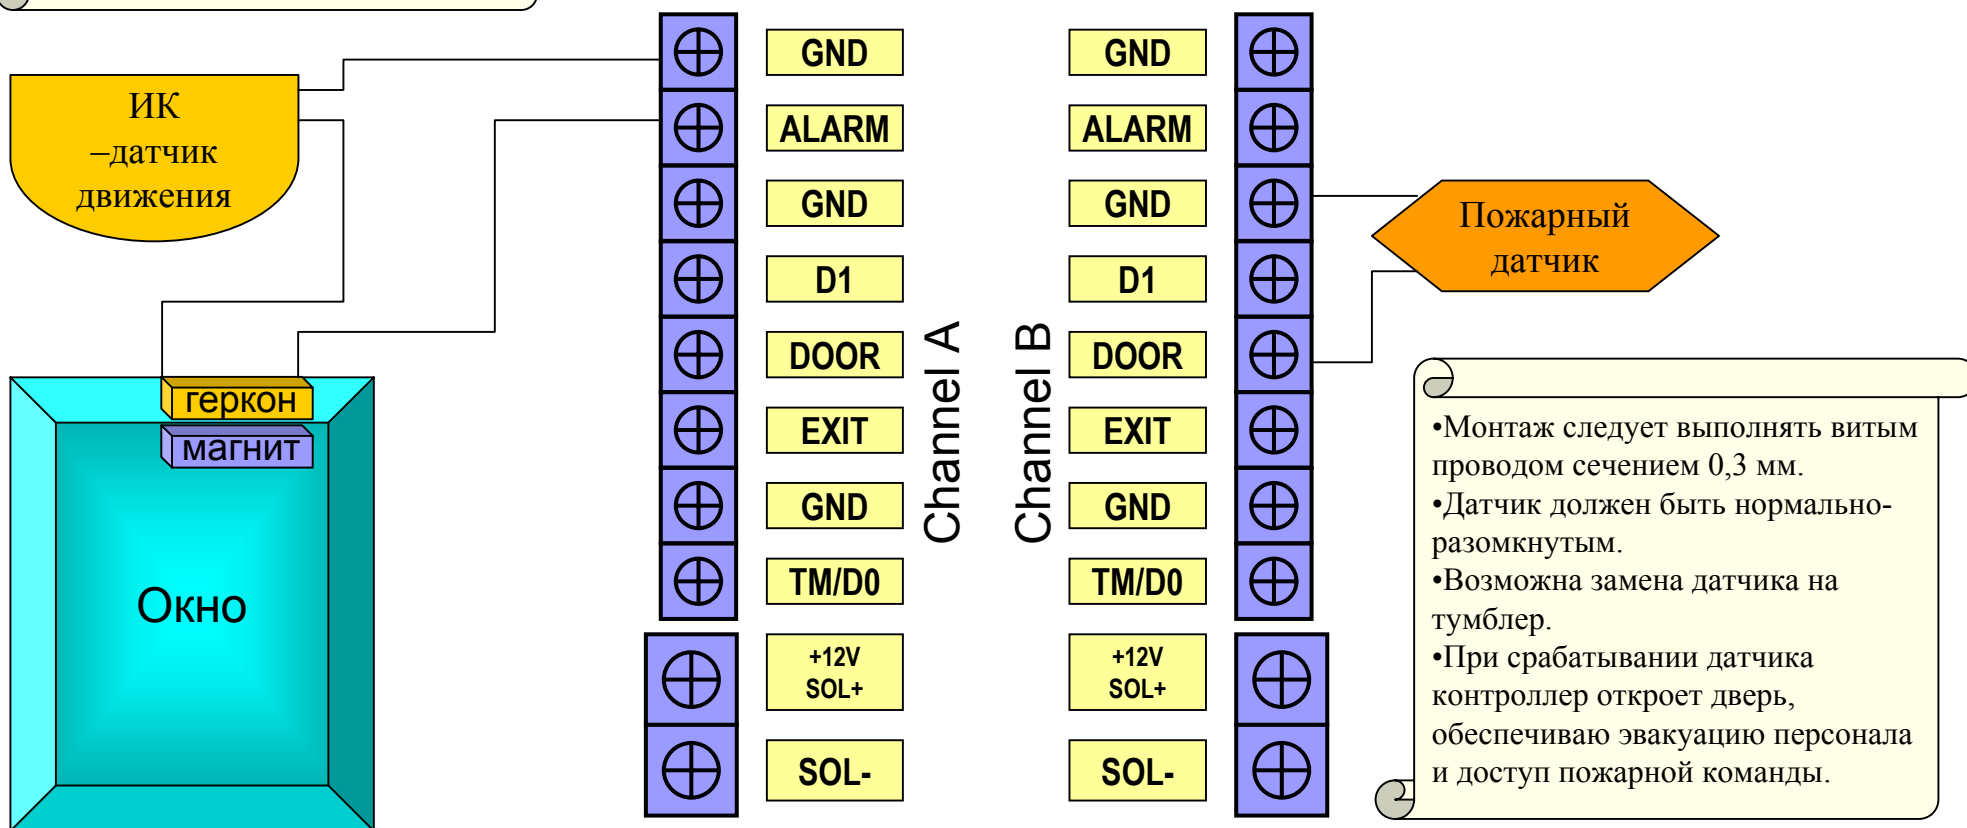 ИК
–датчик
движения
геркон
магнит
Окно
GND
ALARM
GND
D1
DOOR
EXIT
GND
TM/D0
+12V
SOL+
SOL-
Channel A
Channel B
GND
ALARM
GND
D1
DOOR
EXIT
GND
TM/D0
+12V
SOL+
SOL-
Пожарный
датчик
•Монтаж следует выполнять витым
проводом сечением 0,3 мм.
•Датчик должен быть нормально-
разомкнутым.
•Возможна замена датчика на
тумблер.
•При срабатывании датчика
контроллер откроет дверь,
обеспечиваю эвакуацию персонала
и доступ пожарной команды.